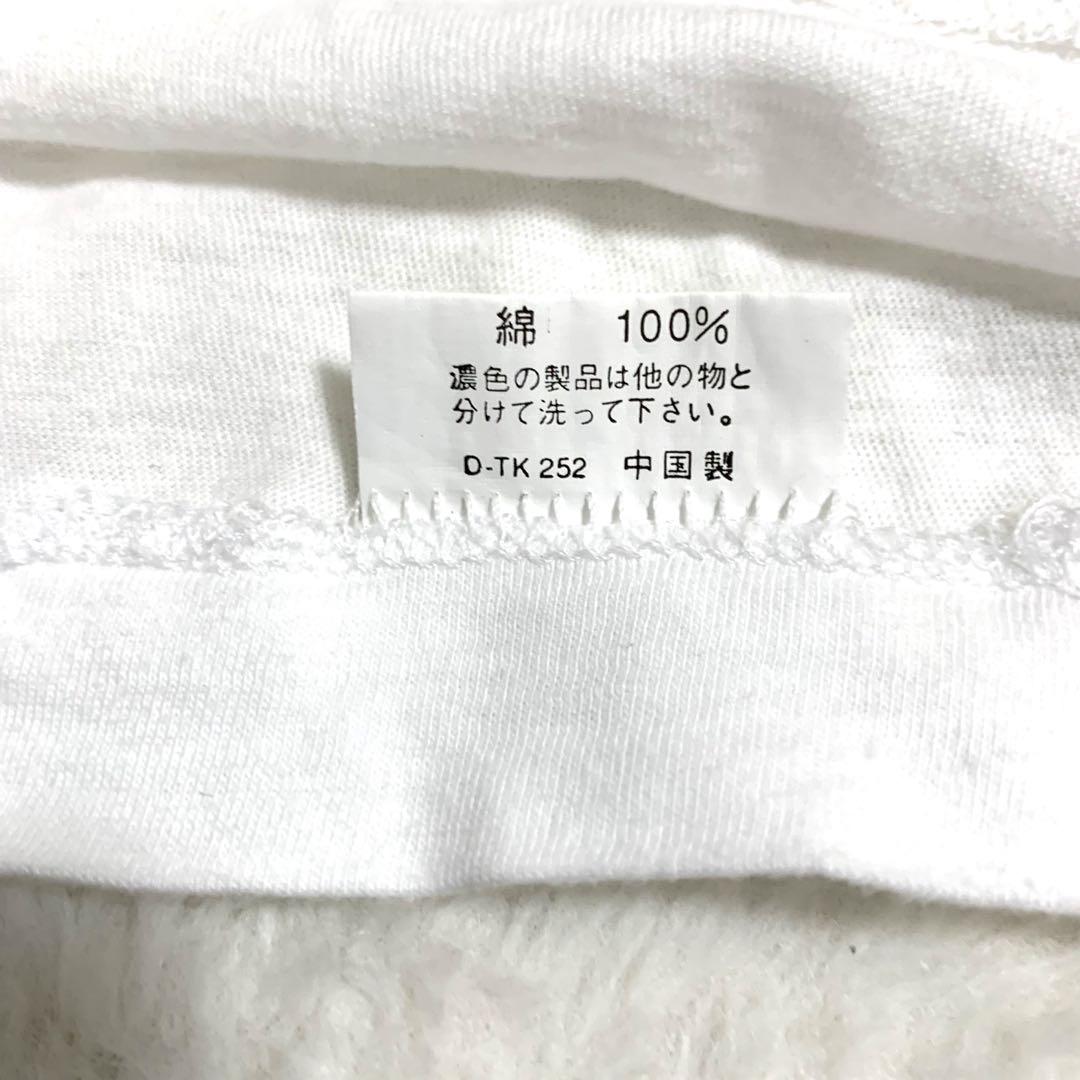 綿 100%
濃色の製品は他の物と
分けて洗って下さい。
D-TK 252 中国製